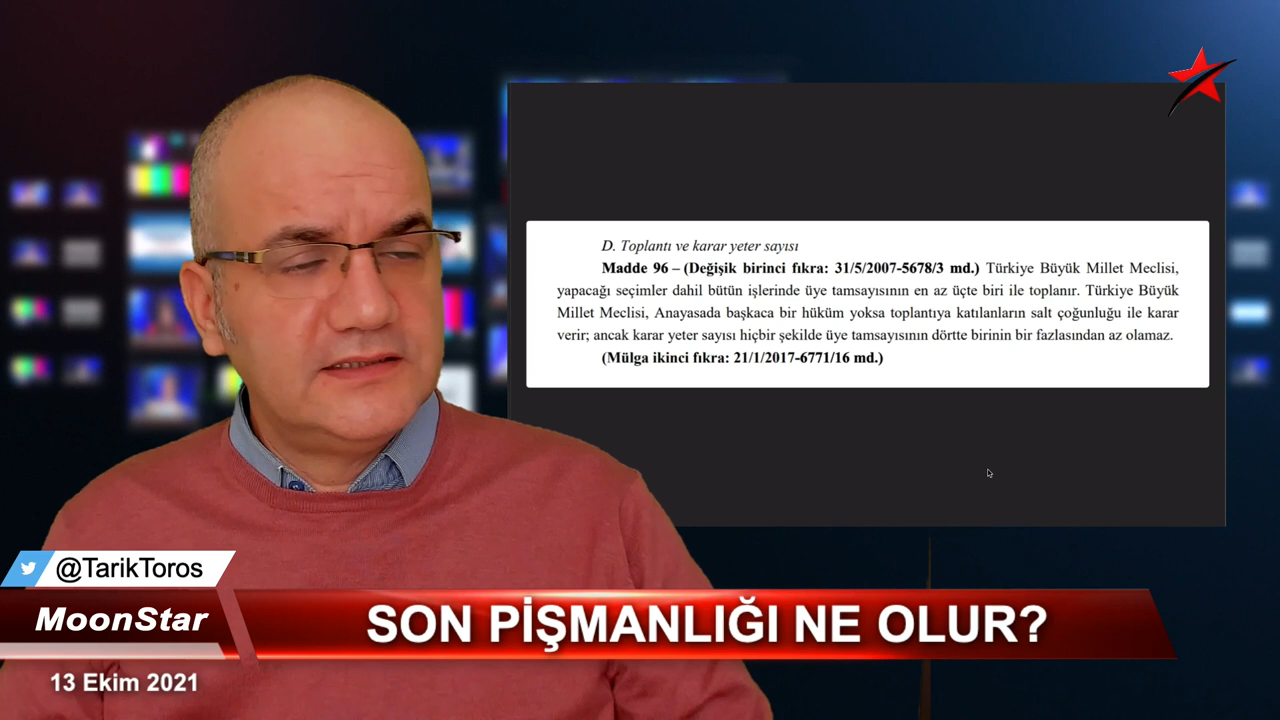 D. Toplantı ve karar yeter sayısı
Madde 96 – (Değişik birinci fıkra: 31/5/2007-5678/3 md.) Türkiye Büyük Millet Meclisi,
yapacağı seçimler dahil bütün işlerinde üye tamsayısının en az üçte biri ile toplanır. Türkiye Büyük
Millet Meclisi, Anayasada başkaca bir hüküm yoksa toplantıya katılanların salt çoğunluğu ile karar
verir; ancak karar yeter sayısı hiçbir şekilde üye tamsayısının dörtte birinin bir fazlasından az olamaz.
(Mülga ikinci fıkra: 21/1/2017-6771/16 md.)
@TarikToros
MoonStar
SON PİŞMANLIĞI NE OLUR?
13 Ekim 2021